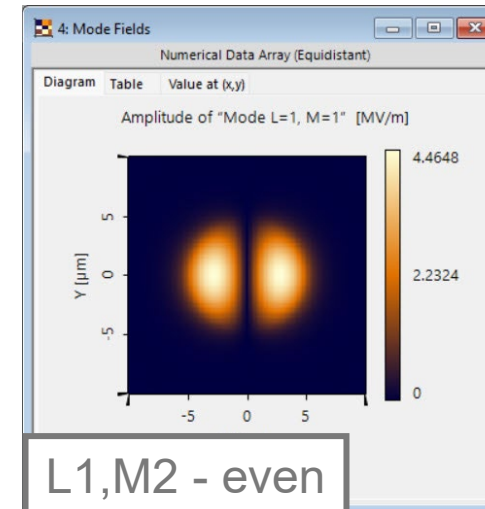 4: Mode Fields
Numerical Data Array (Equidistant)
Diagram Table Value at (x,y)
Amplitude of "Mode L=1, M=1" [MV/m]
4.4648
2.2324
0
Y [µm]
5
0
-5
-5 0 5
L1,M2 - even